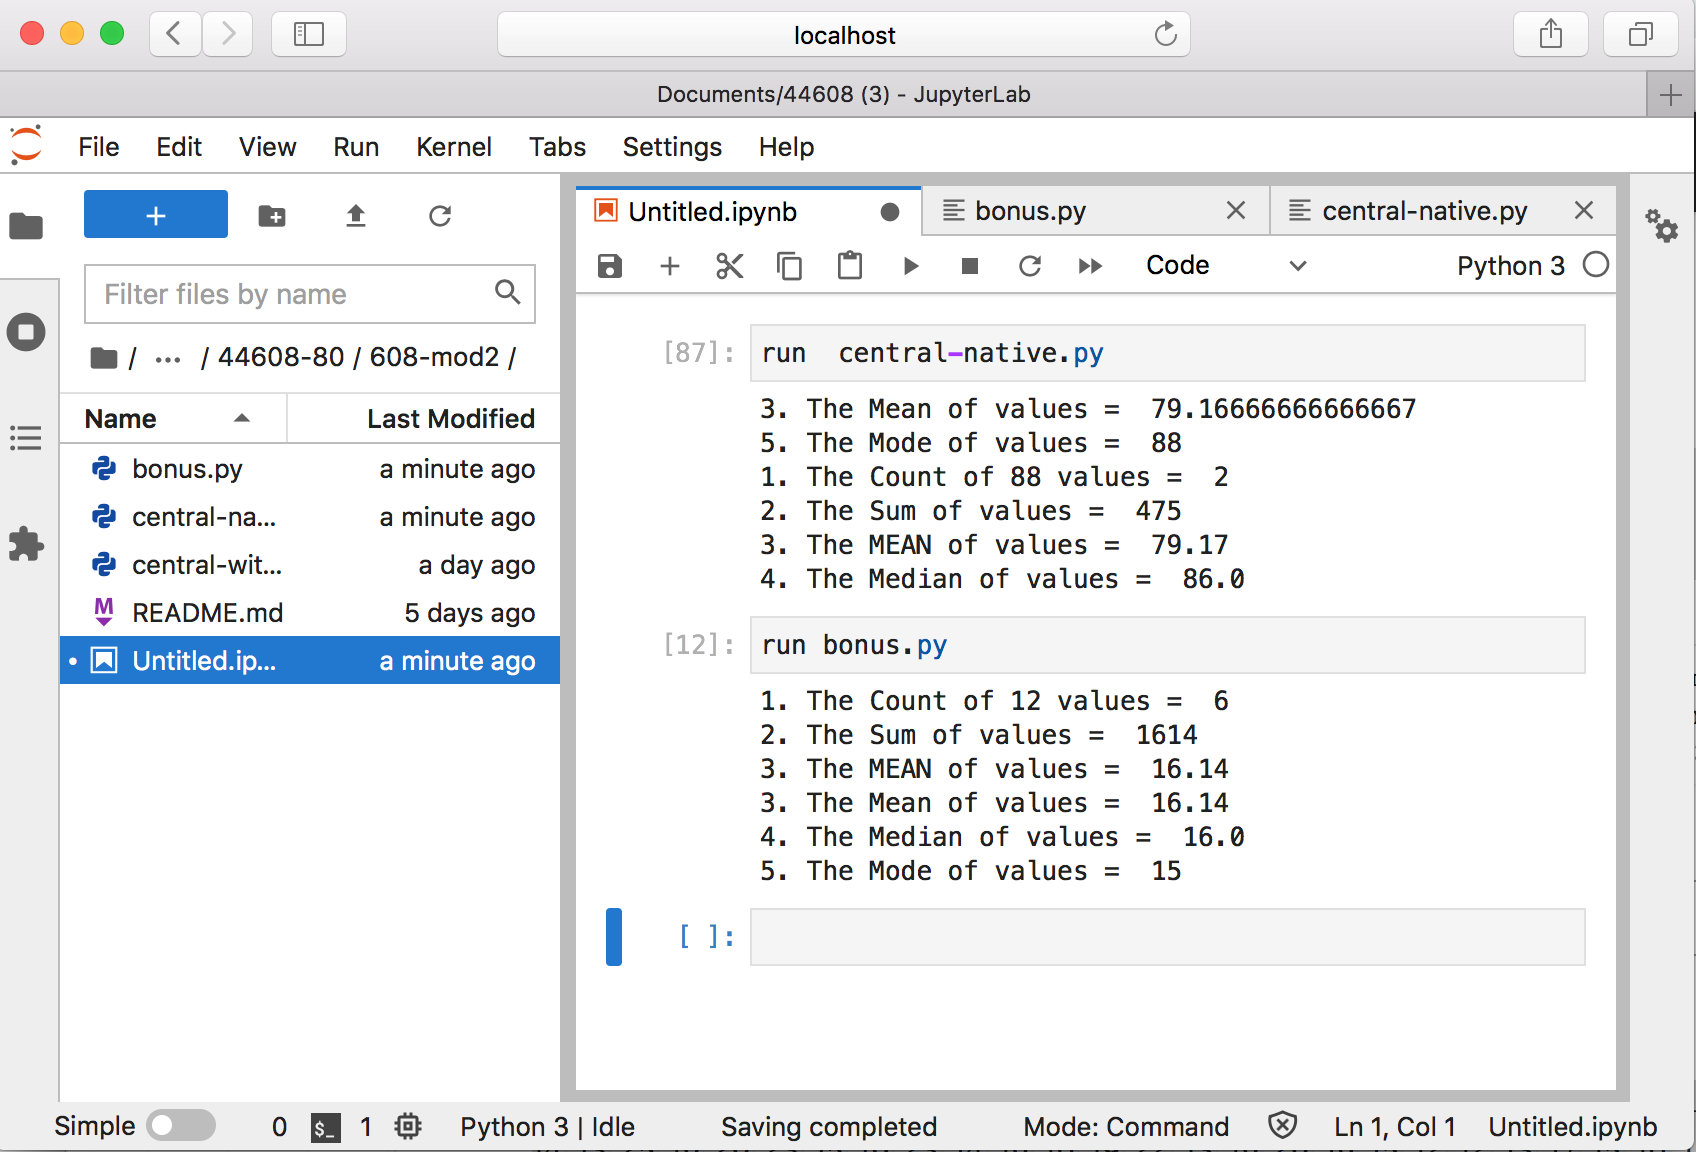 localhost
Documents/44608 (3) - JupyterLab
File Edit View Run Kernel Tabs Settings Help
Untitled.ipynb bonus.py central-native.py
Code Python 3
Filter files by name
/ ... / 44608-80 / 608-mod2 /
Name Last Modified
bonus.py a minute ago
central-na... a minute ago
central-wit... a day ago
README.md 5 days ago
Untitled.ip... a minute ago
[87]: run  central-native.py
3. The Mean of values =  79.16666666666667
5. The Mode of values =  88
1. The Count of 88 values =  2
2. The Sum of values =  475
3. The MEAN of values =  79.17
4. The Median of values =  86.0
[12]: run bonus.py
1. The Count of 12 values =  6
2. The Sum of values =  1614
3. The MEAN of values =  16.14
3. The Mean of values =  16.14
4. The Median of values =  16.0
5. The Mode of values =  15
[ ]:
Simple 0 $_ 1 Python 3 | Idle Saving completed Mode: Command Ln 1, Col 1 Untitled.ipynb